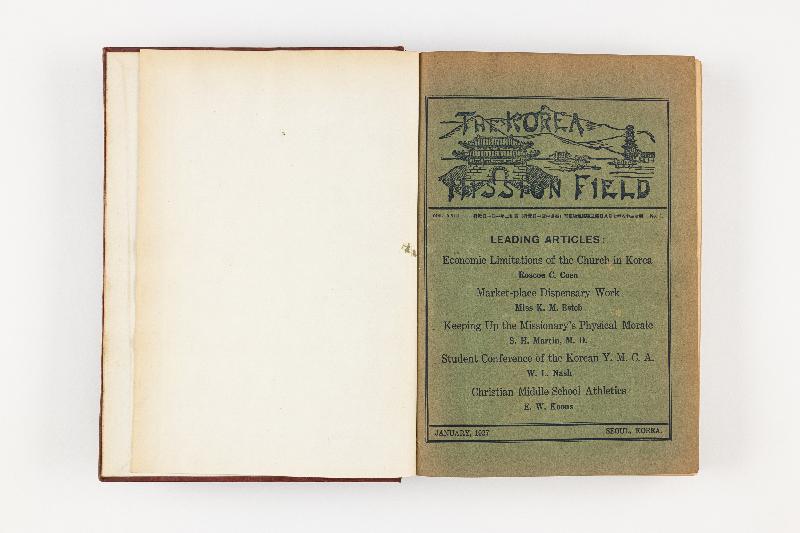 THE KOREA
MISSION FIELD
LEADING ARTICLES:
Economic Limitations of the Church in Korea
Roscoe C. Coen
Market-place Dispensary Work
Miss K. M. Esteb
Keeping Up the Missionary's Physical Morale
S. H. Martin, M. D.
Student Conference of the Korean Y. M. C. A.
W. L. Nash
Christian Middle School Athletics
E. W. Koons
JANUARY, 1927
SEOUL, KOREA.